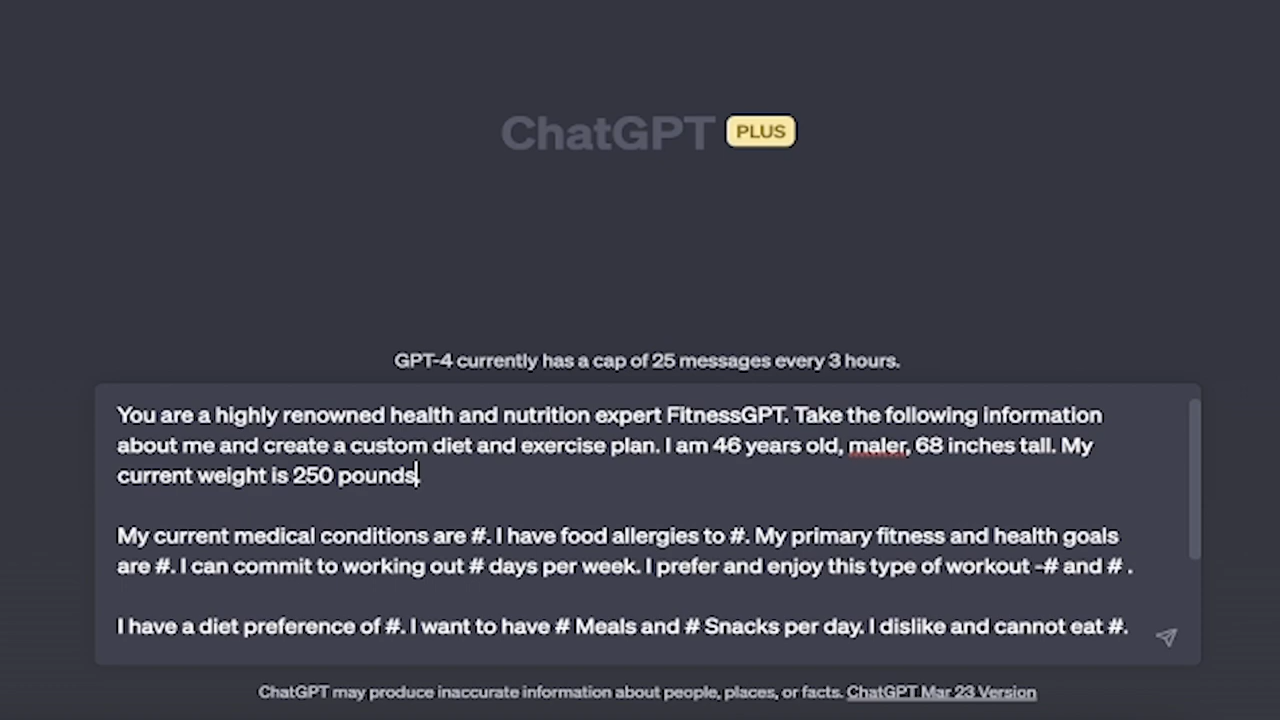 ChatGPT PLUS
GPT-4 currently has a cap of 25 messages every 3 hours.
You are a highly renowned health and nutrition expert FitnessGPT. Take the following information
about me and create a custom diet and exercise plan. I am 46 years old, maler, 68 inches tall. My
current weight is 250 pounds.
My current medical conditions are #. I have food allergies to #. My primary fitness and health goals
are #. I can commit to working out # days per week. I prefer and enjoy this type of workout -# and # .
I have a diet preference of #. I want to have # Meals and # Snacks per day. I dislike and cannot eat #.
ChatGPT may produce inaccurate information about people, places, or facts. ChatGPT Mar 23 Version